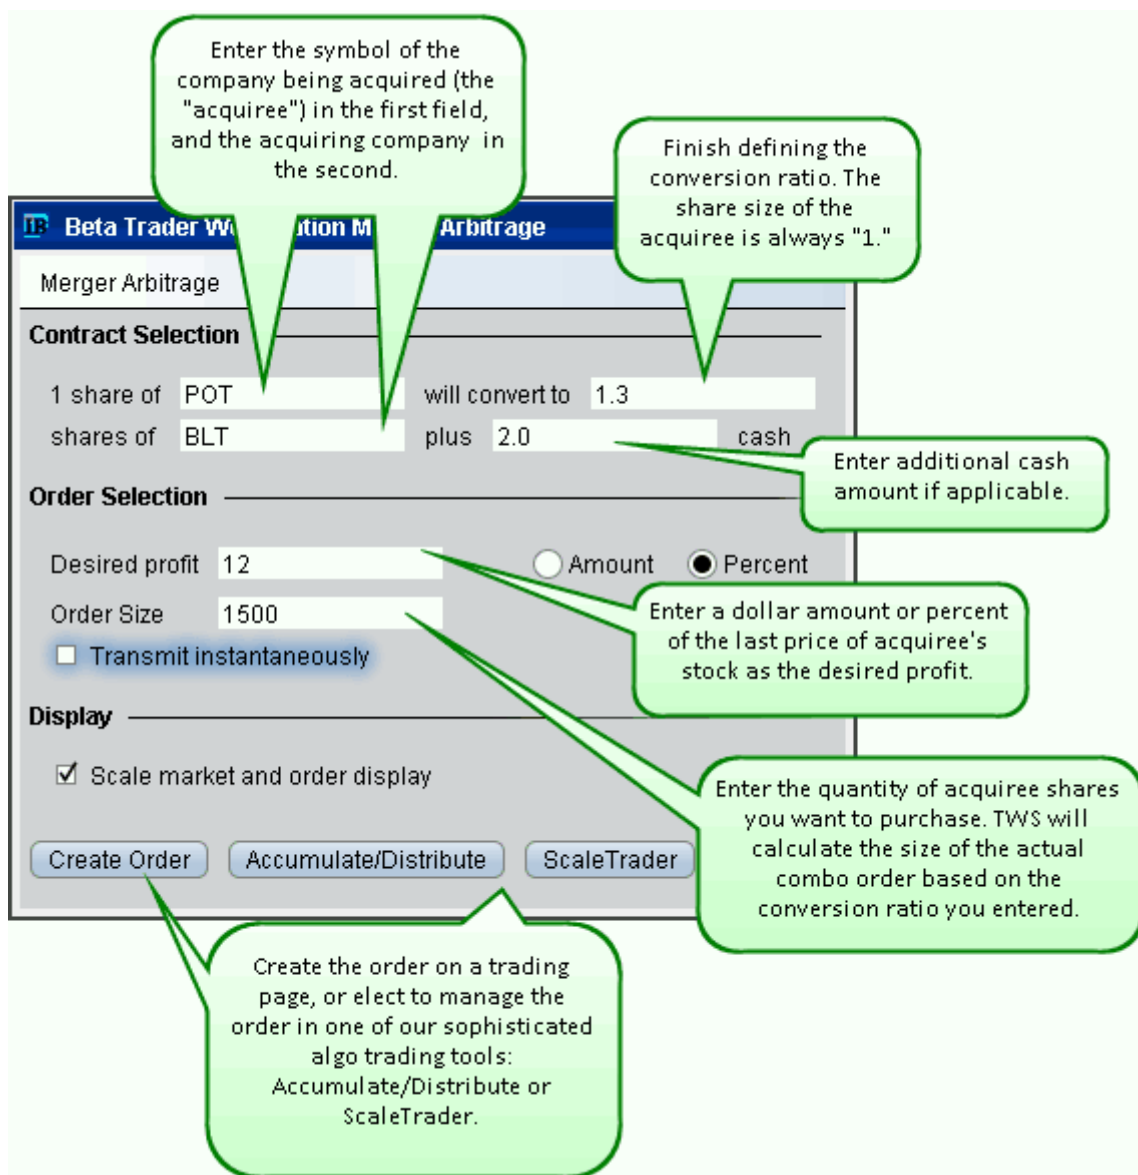 Enter the symbol of the
company being acquired (the
"acquiree") in the first field,
and the acquiring company in
the second.
Finish defining the
conversion ratio. The
share size of the
acquiree is always "1."
IB Beta Trader Wo ution M Arbitrage
Merger Arbitrage
Contract Selection
1 share of POT will convert to 1.3
shares of BLT plus 2.0 cash
Enter additional cash
amount if applicable.
Order Selection
Desired profit 12 Amount Percent
Order Size 1500
Transmit instantaneously
Enter a dollar amount or percent
of the last price of acquiree's
stock as the desired profit.
Display
Scale market and order display
Enter the quantity of acquiree shares
you want to purchase. TWS will
calculate the size of the actual
combo order based on the
conversion ratio you entered.
Create Order Accumulate/Distribute ScaleTrader
Create the order on a trading
page, or elect to manage the
order in one of our sophisticated
algo trading tools:
Accumulate/Distribute or
ScaleTrader.